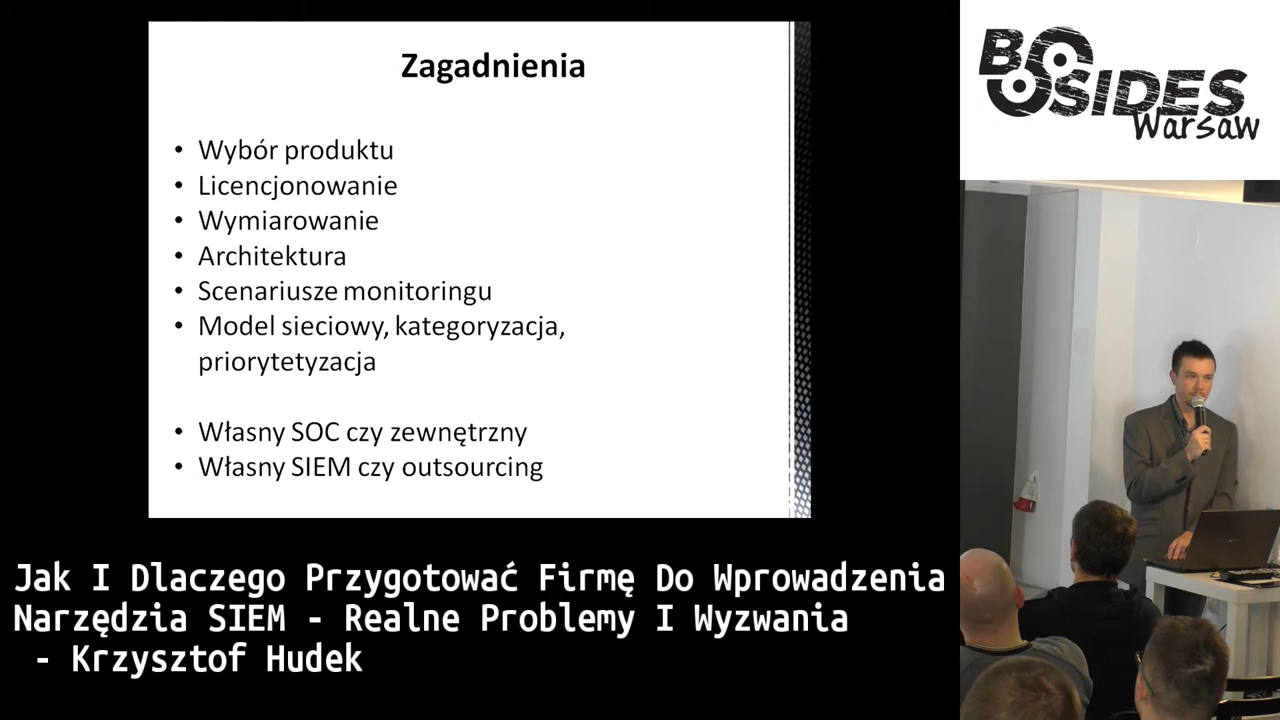 Zagadnienia
• Wybór produktu
• Licencjonowanie
• Wymiarowanie
• Architektura
• Scenariusze monitoringu
• Model sieciowy, kategoryzacja,
priorytetyzacja
• Własny SOC czy zewnętrzny
• Własny SIEM czy outsourcing
BSIDES
Warsaw
Jak I Dlaczego Przygotować Firmę Do Wprowadzenia
Narzędzia SIEM - Realne Problemy I Wyzwania
- Krzysztof Hudek